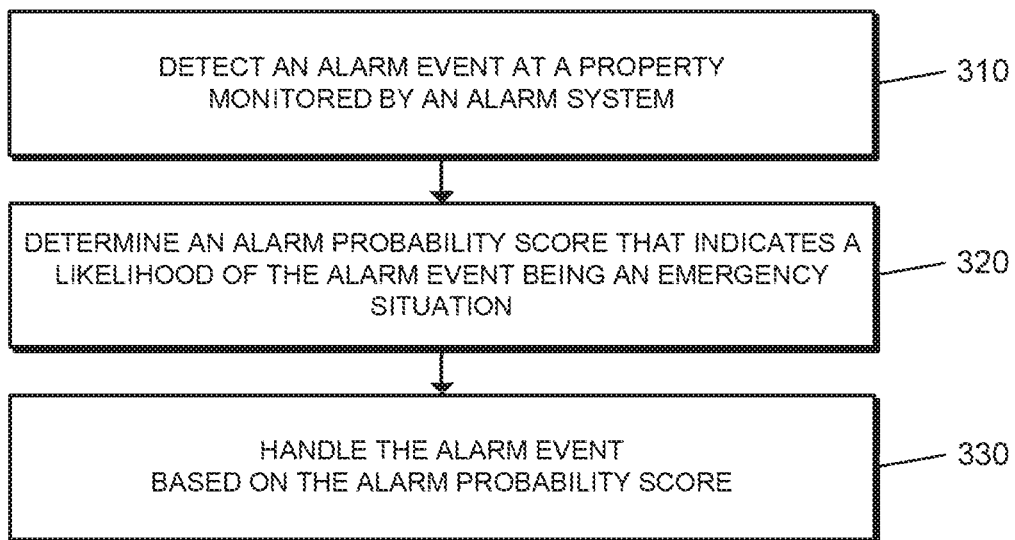 DETECT AN ALARM EVENT AT A PROPERTY
MONITORED BY AN ALARM SYSTEM
310
DETERMINE AN ALARM PROBABILITY SCORE THAT INDICATES A
LIKELIHOOD OF THE ALARM EVENT BEING AN EMERGENCY
SITUATION
320
HANDLE THE ALARM EVENT
BASED ON THE ALARM PROBABILITY SCORE
330